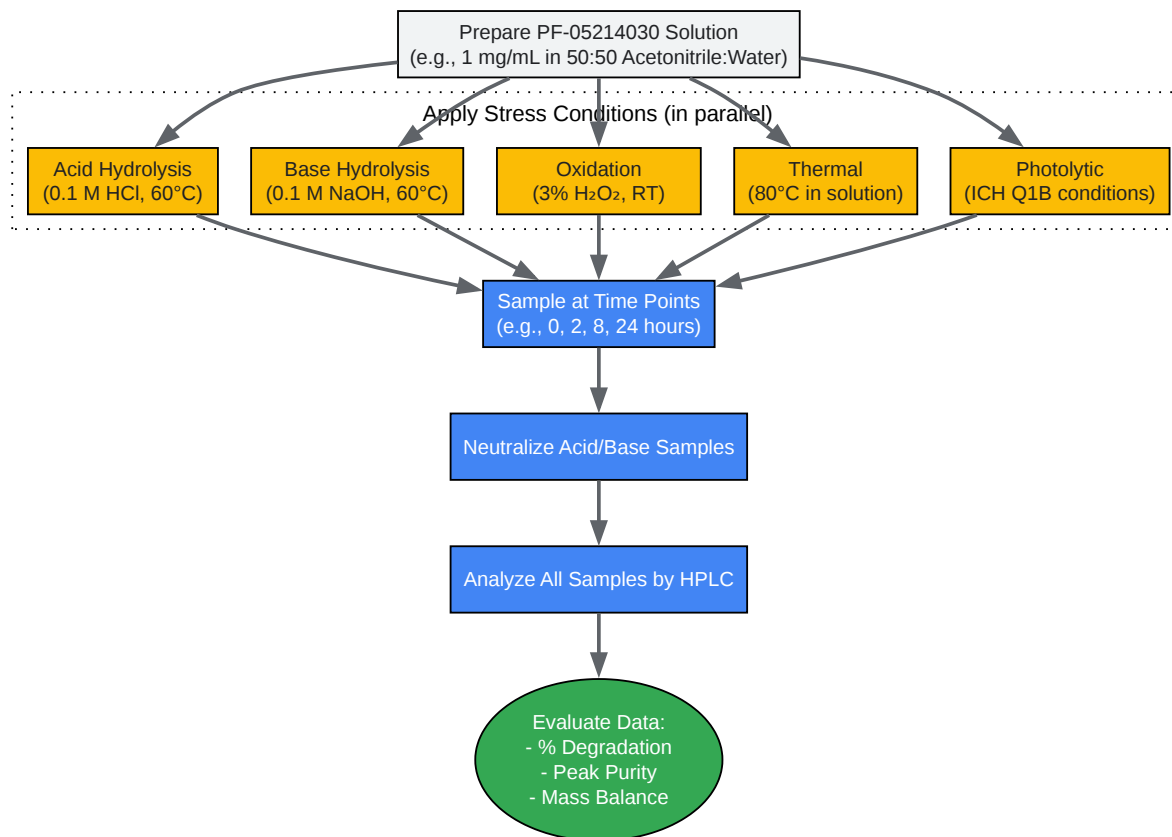 Prepare PF-05214030 Solution
(e.g., 1 mg/mL in 50:50 Acetonitrile:Water)
Apply Stress Conditions (in parallel)
Acid Hydrolysis
(0.1 M HCl, 60°C)
Base Hydrolysis
(0.1 M NaOH, 60°C)
Oxidation
(3% H₂O₂, RT)
Thermal
(80°C in solution)
Photolytic
(ICH Q1B conditions)
Sample at Time Points
(e.g., 0, 2, 8, 24 hours)
Neutralize Acid/Base Samples
Analyze All Samples by HPLC
Evaluate Data:
- % Degradation
- Peak Purity
- Mass Balance